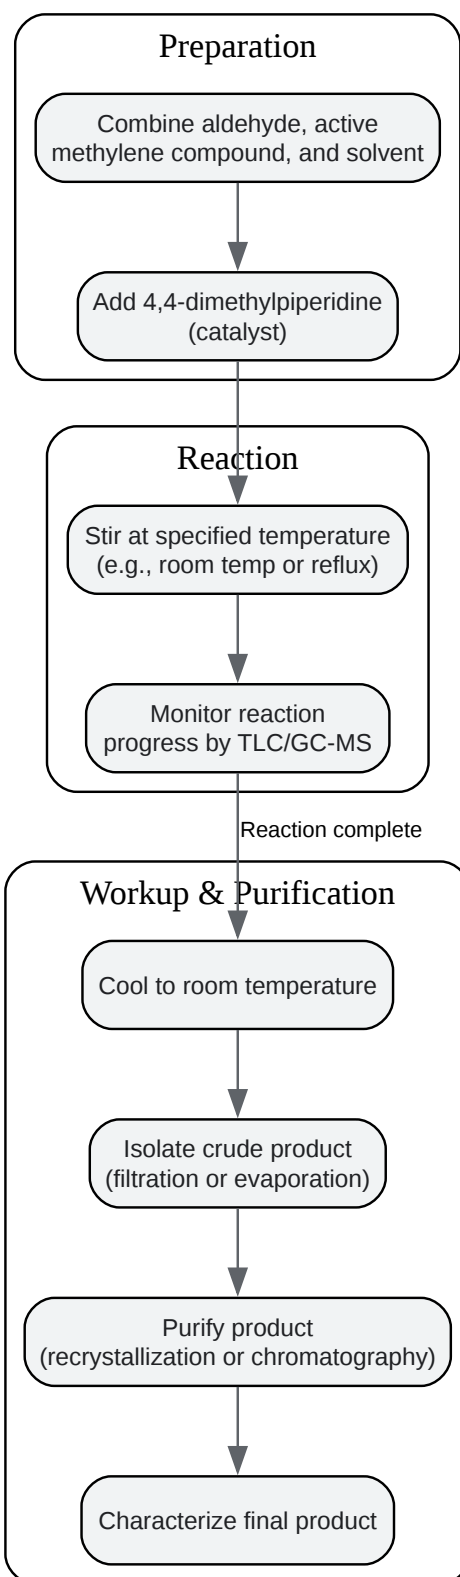 Preparation
Combine aldehyde, active
methylene compound, and solvent
Add 4,4-dimethylpiperidine
(catalyst)
Reaction
Stir at specified temperature
(e.g., room temp or reflux)
Monitor reaction
progress by TLC/GC-MS
Reaction complete
Workup & Purification
Cool to room temperature
Isolate crude product
(filtration or evaporation)
Purify product
(recrystallization or chromatography)
Characterize final product